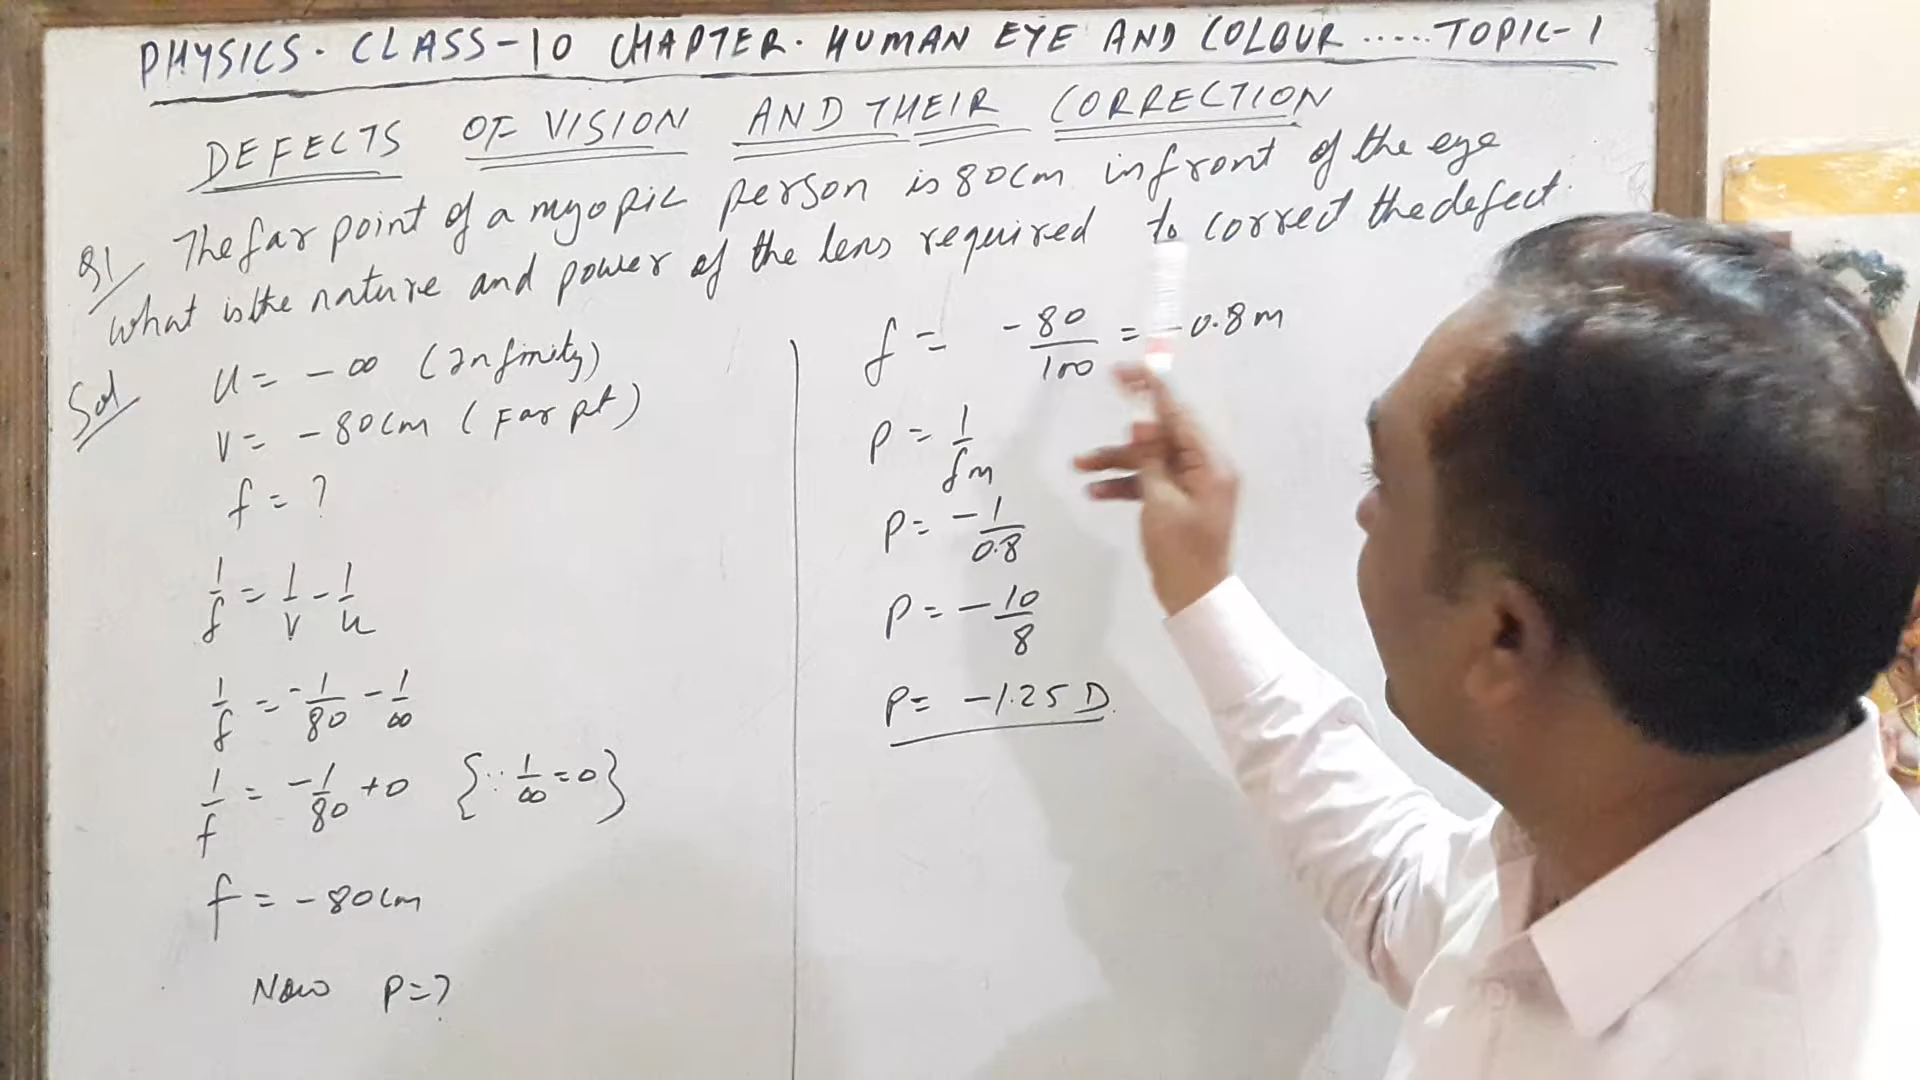 PHYSICS. CLASS-10 CHAPTER. HUMAN EYE AND COLOUR ..... TOPIC-1
DEFECTS OF VISION AND THEIR CORRECTION
Q1 The far point of a myopic person is 80cm infront of the eye
what is the nature and power of the lens required to correct the defect.
Sol u = -∞ (Infinity)
v = -80cm (Far pt)
f = ?
1/f = 1/v - 1/u
1/f = -1/80 - 1/∞
1/f = -1/80 + 0 {∵ 1/∞ = 0}
f = -80cm
Now P = ?
f = -80/100 = -0.8m
P = 1/fm
P = -1/0.8
P = -10/8
P = -1.25 D.